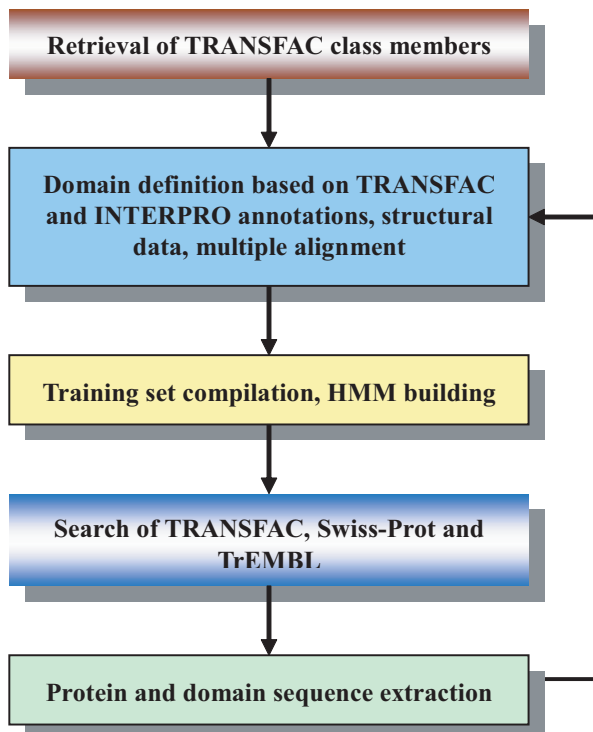 Retrieval of TRANSFAC class members
Domain definition based on TRANSFAC
and INTERPRO annotations, structural
data, multiple alignment
Training set compilation, HMM building
Search of TRANSFAC, Swiss-Prot and
TrEMBL
Protein and domain sequence extraction